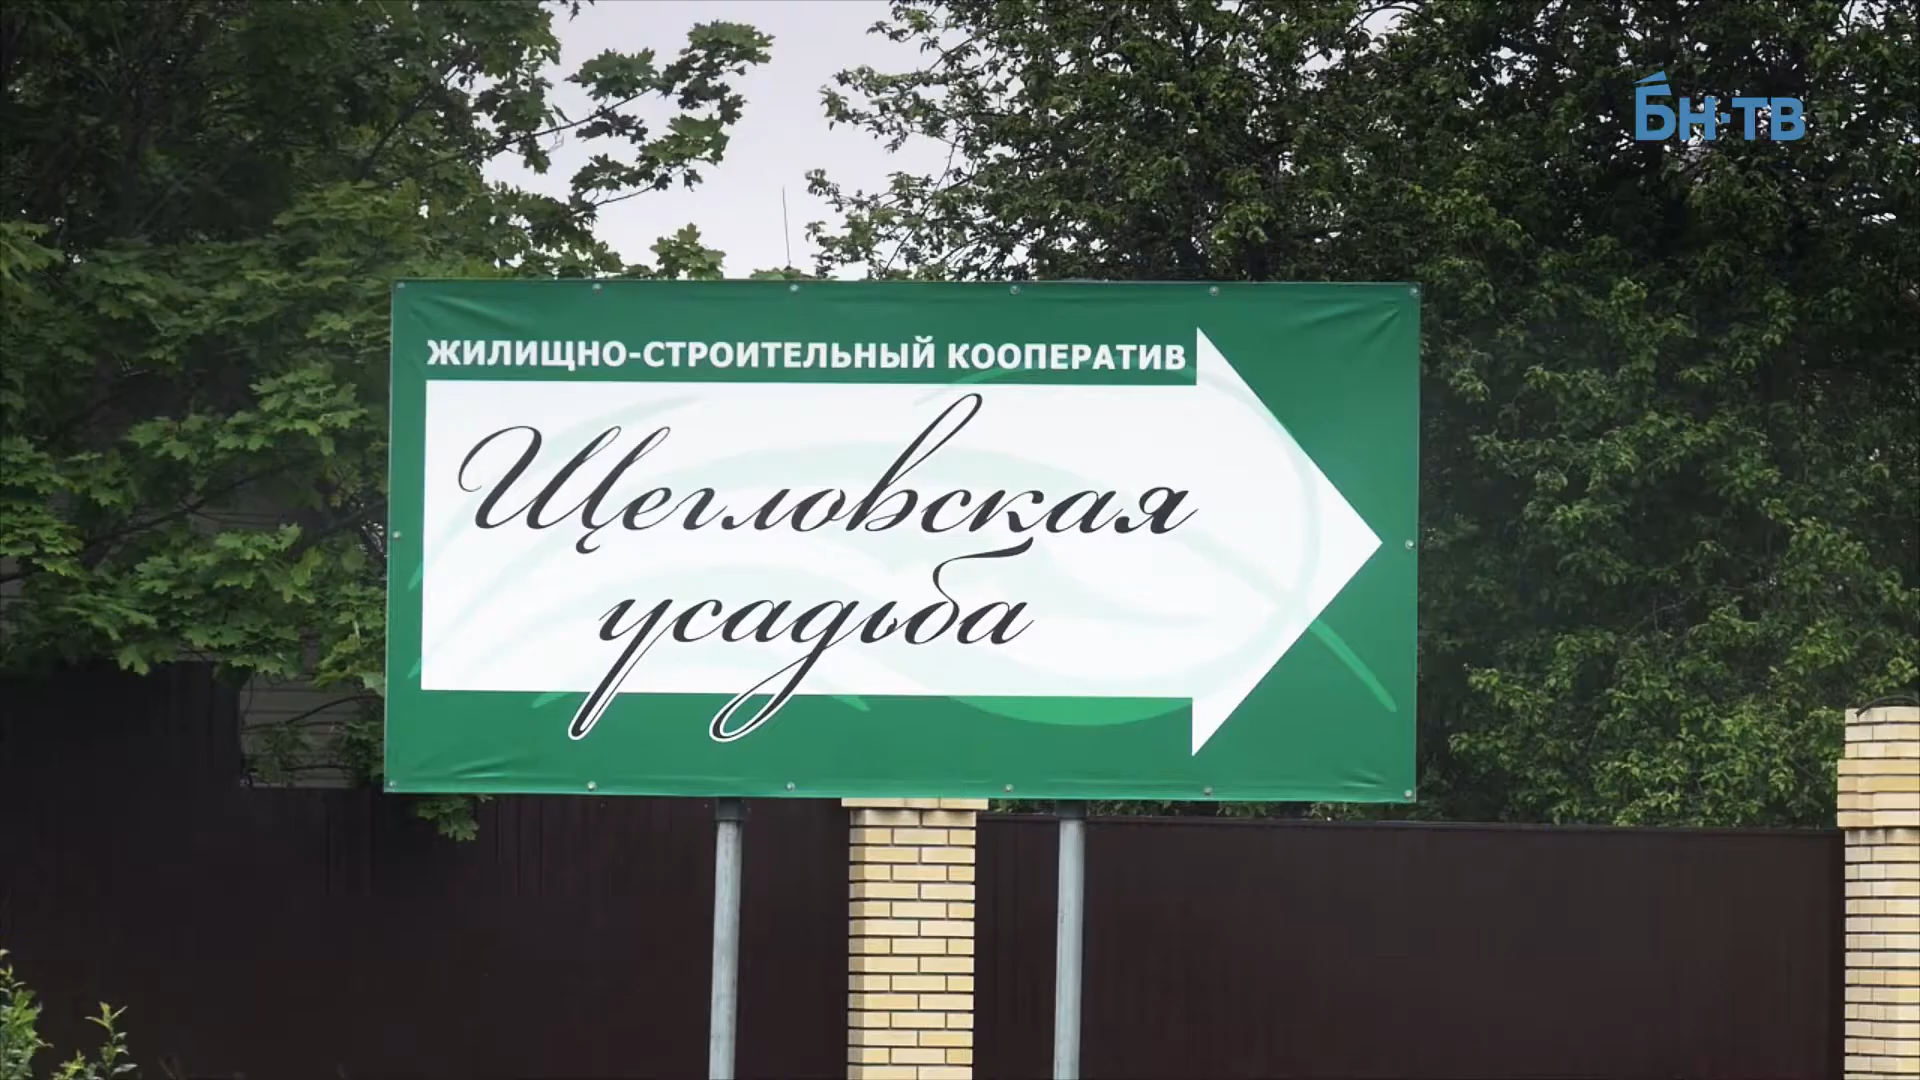 БН·ТВ
ЖИЛИЩНО-СТРОИТЕЛЬНЫЙ КООПЕРАТИВ
Щегловская
усадьба